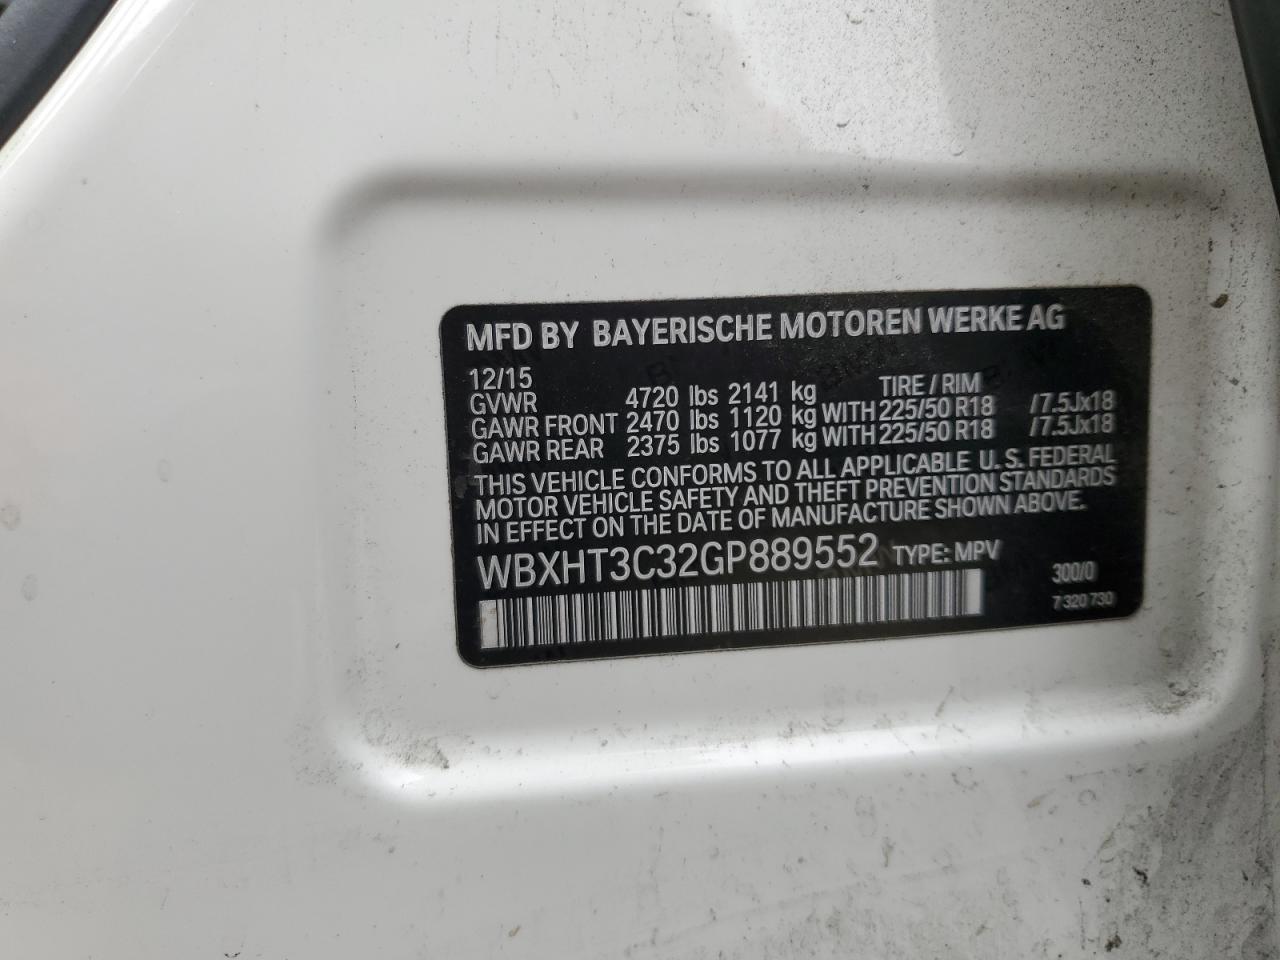 MFD BY BAYERISCHE MOTOREN WERKE AG
12/15 TIRE / RIM
GVWR 4720 lbs 2141 kg
GAWR FRONT 2470 lbs 1120 kg WITH 225/50 R18 /7.5Jx18
GAWR REAR 2375 lbs 1077 kg WITH 225/50 R18 /7.5Jx18
THIS VEHICLE CONFORMS TO ALL APPLICABLE U. S. FEDERAL
MOTOR VEHICLE SAFETY AND THEFT PREVENTION STANDARDS
IN EFFECT ON THE DATE OF MANUFACTURE SHOWN ABOVE.
WBXHT3C32GP889552 TYPE: MPV
300/0
7 320 730